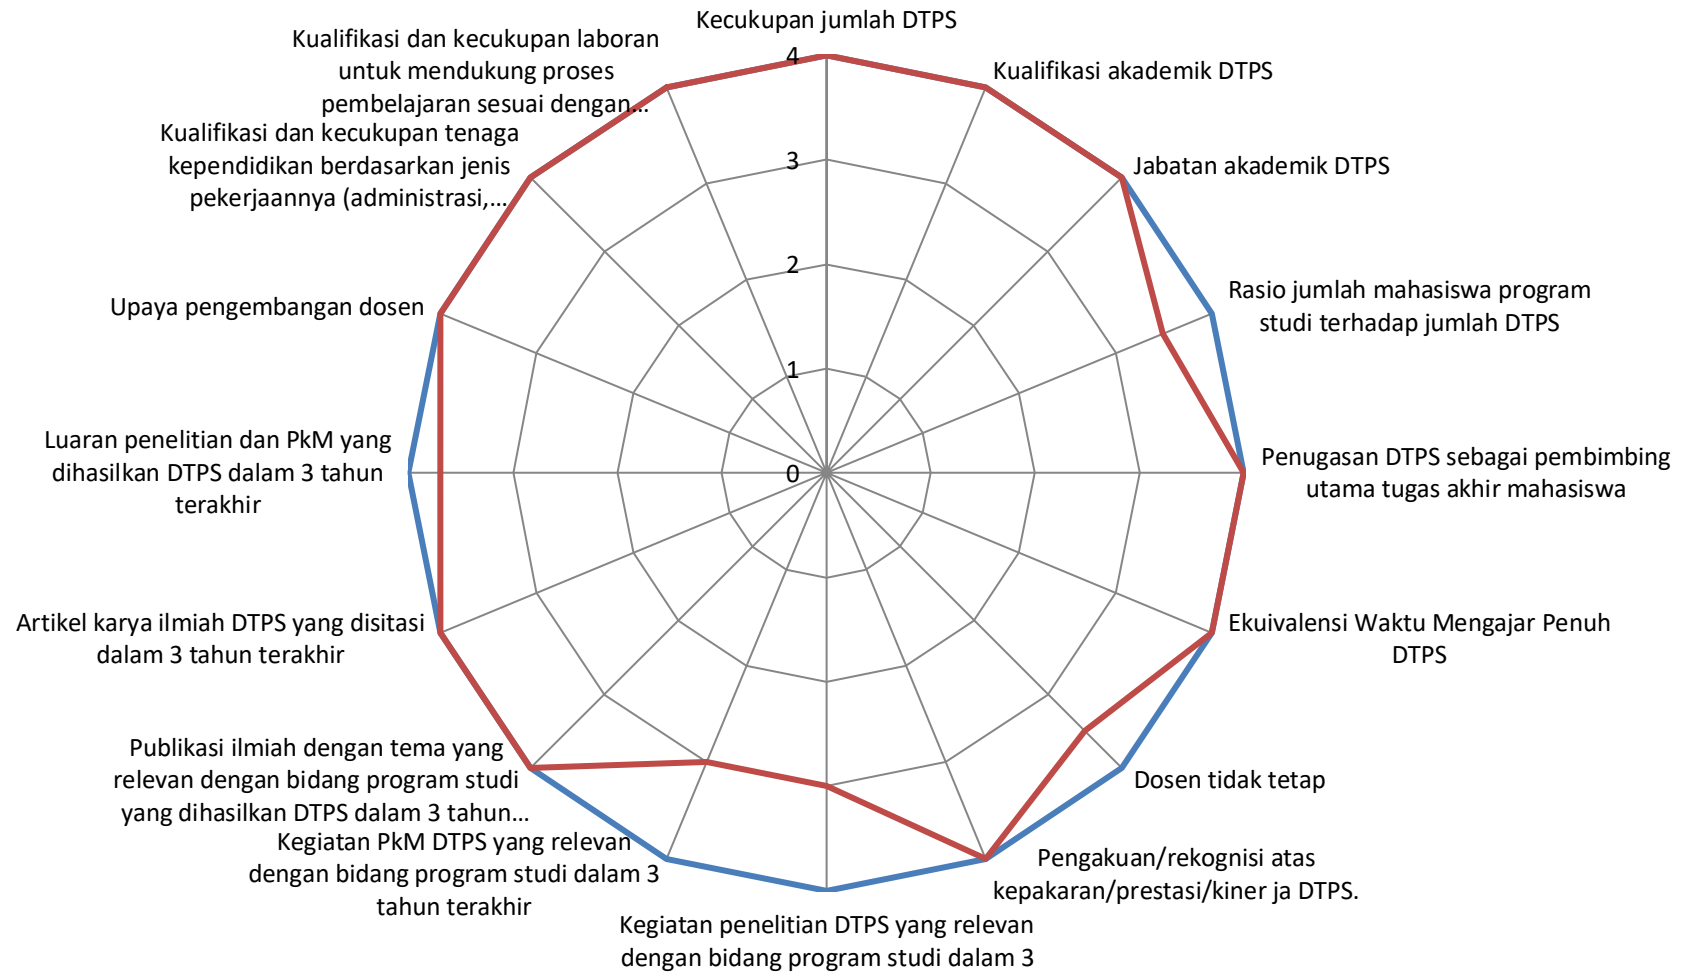 Kecukupan jumlah DTPS
Kualifikasi akademik DTPS
Jabatan akademik DTPS
Rasio jumlah mahasiswa program
studi terhadap jumlah DTPS
Penugasan DTPS sebagai pembimbing
utama tugas akhir mahasiswa
Ekuivalensi Waktu Mengajar Penuh
DTPS
Dosen tidak tetap
Pengakuan/rekognisi atas
kepakaran/prestasi/kiner ja DTPS.
Kegiatan penelitian DTPS yang relevan
dengan bidang program studi dalam 3
Kegiatan PkM DTPS yang relevan
dengan bidang program studi dalam 3
tahun terakhir
Publikasi ilmiah dengan tema yang
relevan dengan bidang program studi
yang dihasilkan DTPS dalam 3 tahun…
Artikel karya ilmiah DTPS yang disitasi
dalam 3 tahun terakhir
Luaran penelitian dan PkM yang
dihasilkan DTPS dalam 3 tahun
terakhir
Upaya pengembangan dosen
Kualifikasi dan kecukupan tenaga
kependidikan berdasarkan jenis
pekerjaannya (administrasi,…
Kualifikasi dan kecukupan laboran
untuk mendukung proses
pembelajaran sesuai dengan…
4
3
2
1
0